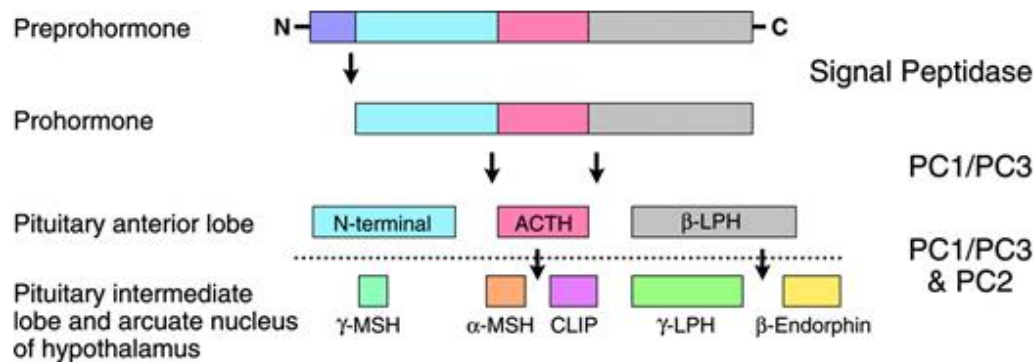 Preprohormone
N
C
Signal Peptidase
Prohormone
PC1/PC3
Pituitary anterior lobe
N-terminal
ACTH
β-LPH
PC1/PC3
& PC2
Pituitary intermediate
lobe and arcuate nucleus
of hypothalamus
γ-MSH
α-MSH
CLIP
γ-LPH
β-Endorphin